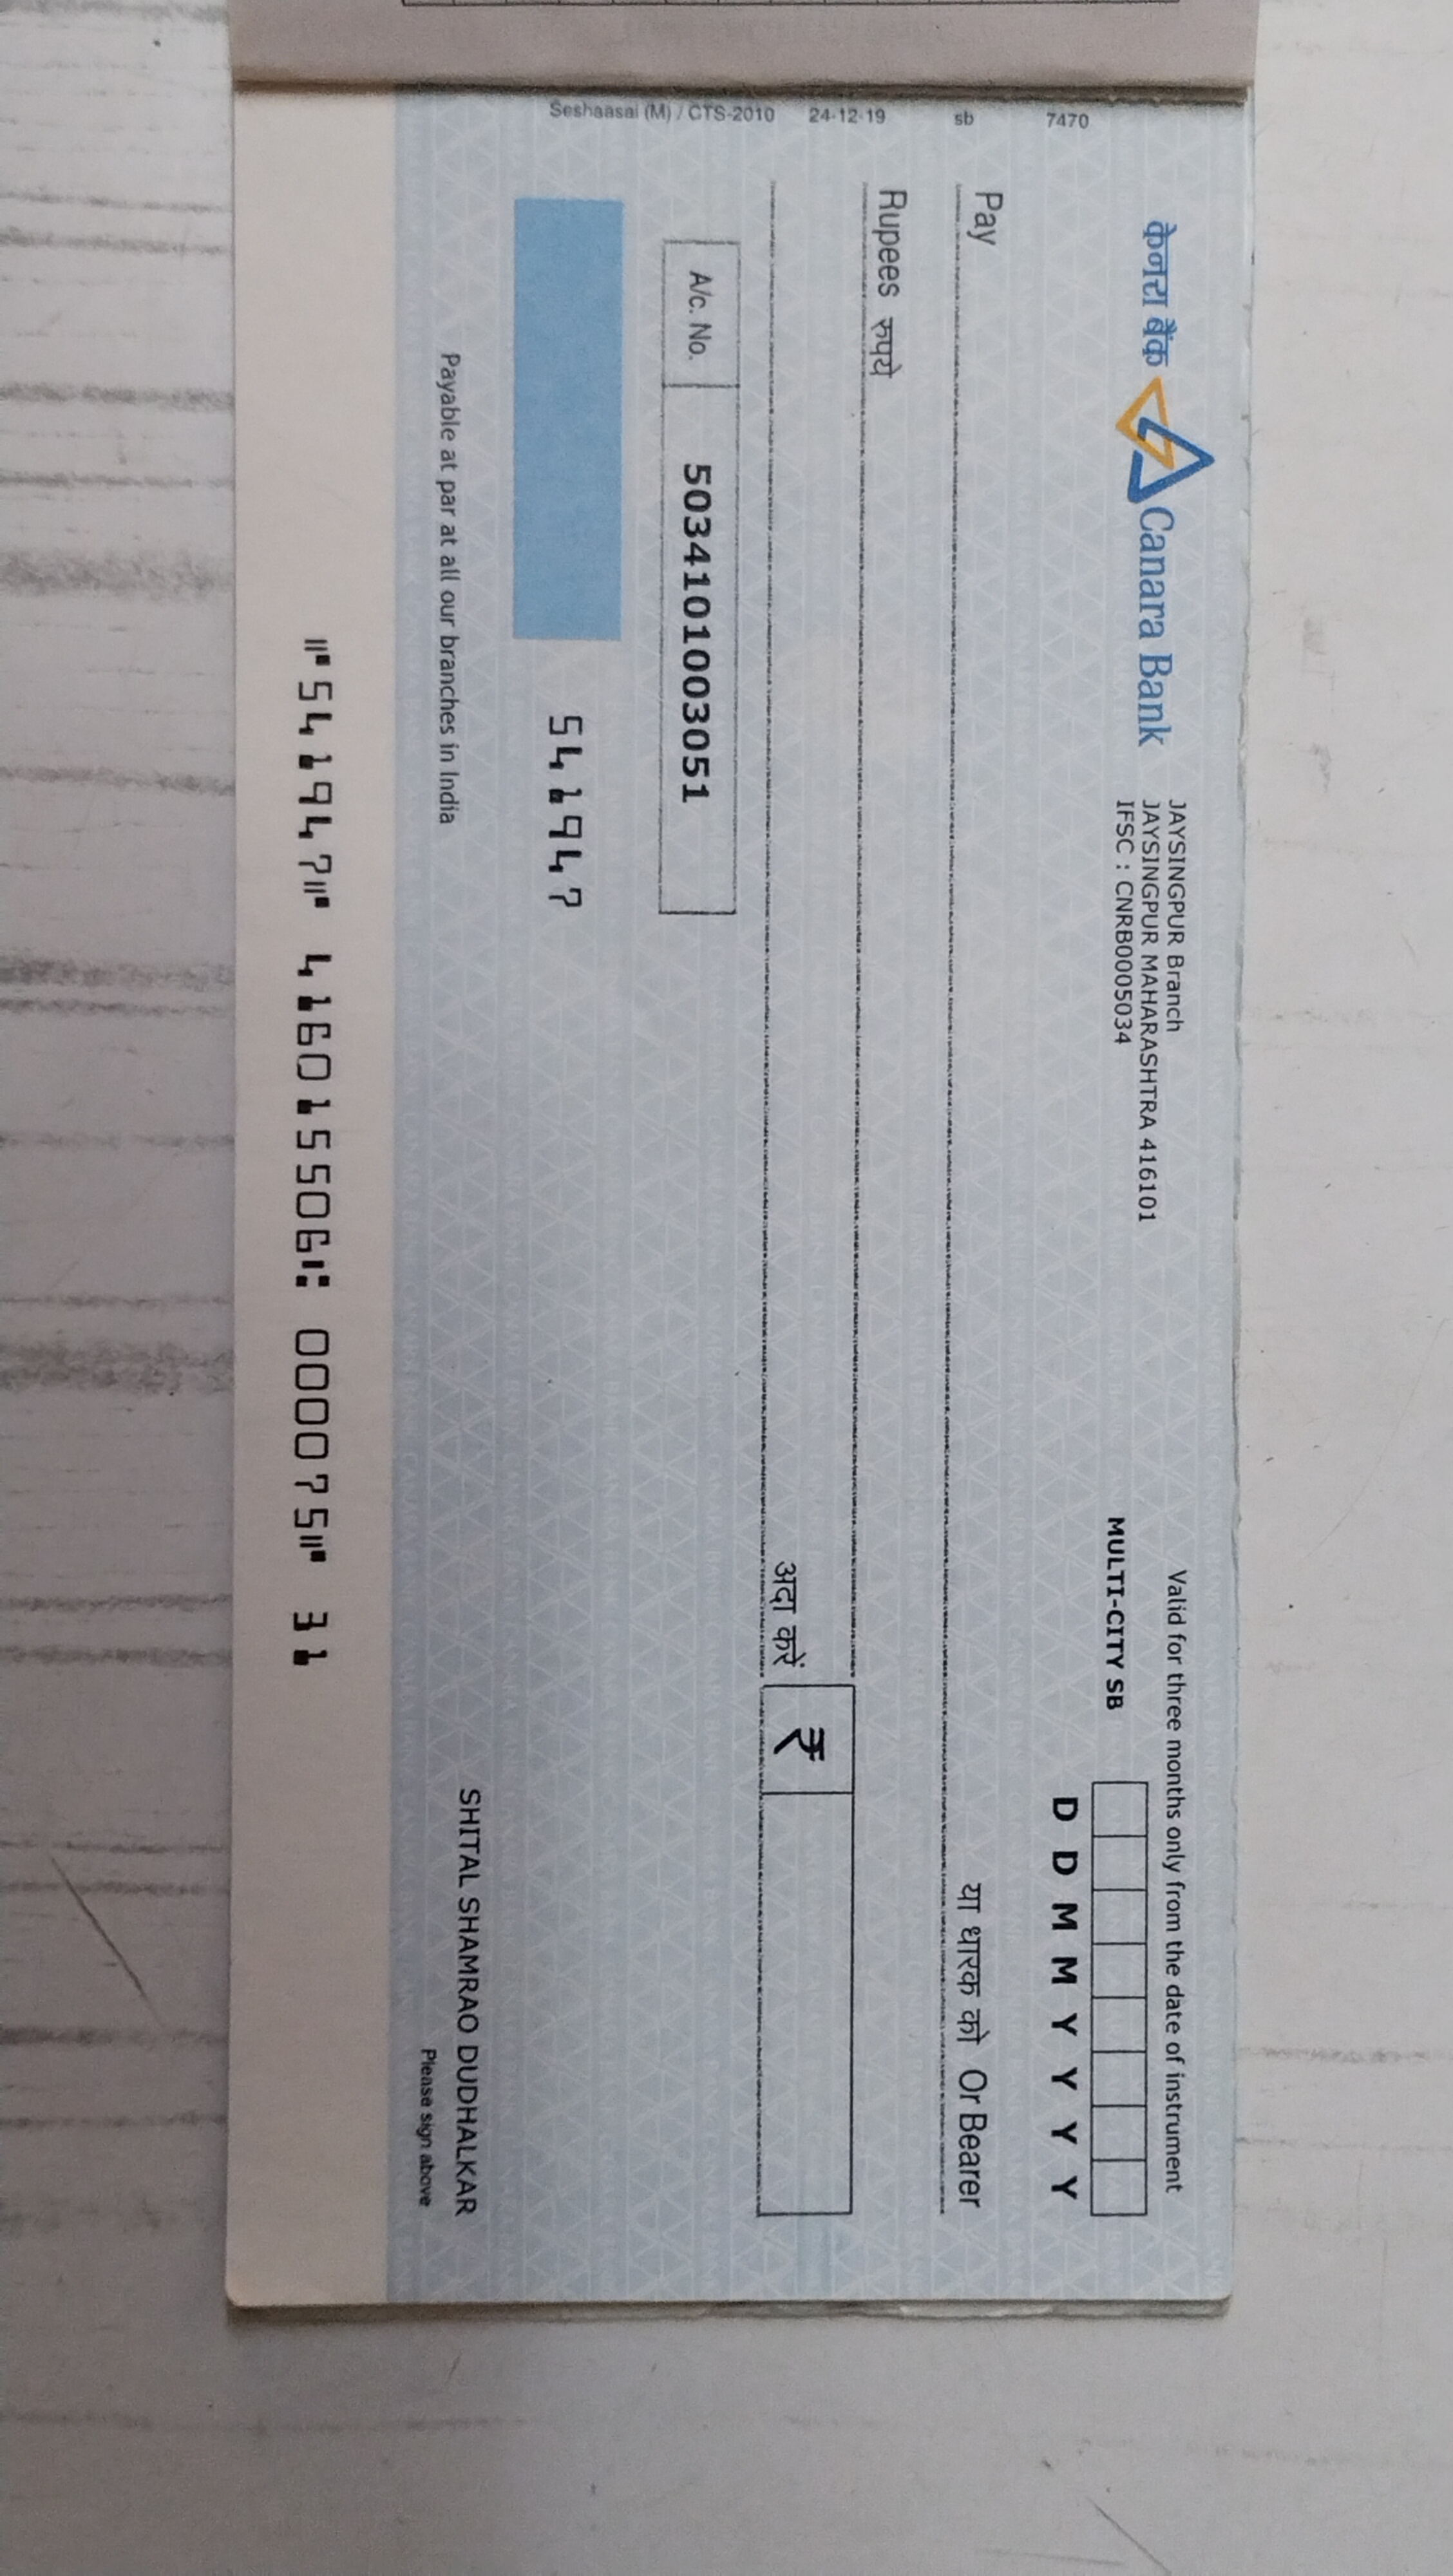 केनरा बैंक Canara Bank
JAYSINGPUR Branch
JAYSINGPUR MAHARASHTRA 416101
IFSC : CNRB0005034
Valid for three months only from the date of instrument
MULTI-CITY SB
D D M M Y Y Y Y
Pay या धारक को Or Bearer
Rupees रुपये
अदा करें ₹
A/c. No. 5034101003051
541947
Payable at par at all our branches in India
SHITAL SHAMRAO DUDHALKAR
Please sign above
⑈541947⑈ 416015506⑆ 000075⑈ 31
Seshaasai (M) / CTS-2010 24-12-19 sb 7470